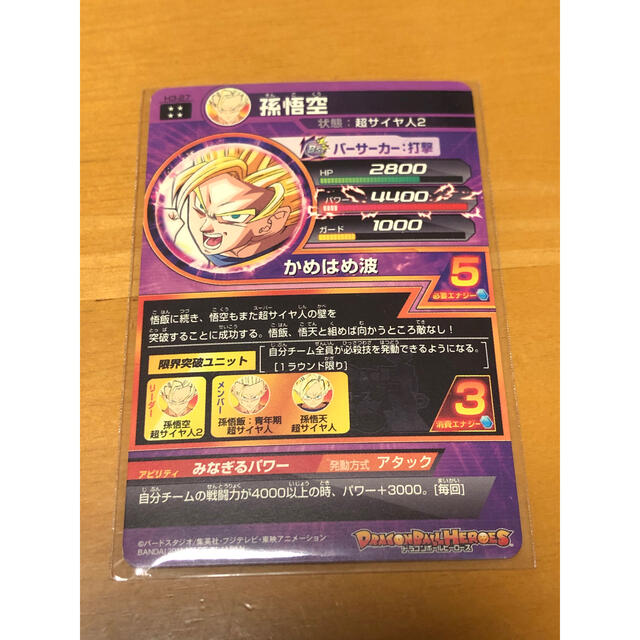 H3-27
孫悟空
状態：超サイヤ人2
バーサーカー：打撃
HP 2800
パワー 4400
ガード 1000
かめはめ波
5
必要エナジー
悟飯に続き、悟空もまた超サイヤ人の壁を
突破することに成功する。悟飯、悟天と組めば向かうところ敵なし！
限界突破ユニット
自分チーム全員が必殺技を発動できるようになる。
［1ラウンド限り］
リーダー
孫悟空
超サイヤ人2
メンバー
孫悟飯：青年期
超サイヤ人
孫悟天
超サイヤ人
3
消費エナジー
アビリティ みなぎるパワー 発動方式 アタック
自分チームの戦闘力が4000以上の時、パワー＋3000。［毎回］
©バードスタジオ／集英社・フジテレビ・東映アニメーション
BANDAI
JAPAN
DRAGONBALL HEROES
ドラゴンボールヒーローズ